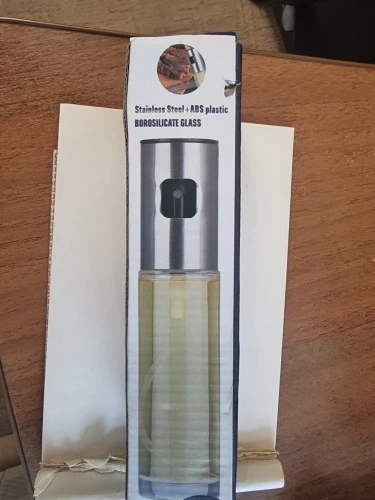 Stainless Steel+ABS plastic
BOROSILICATE GLASS